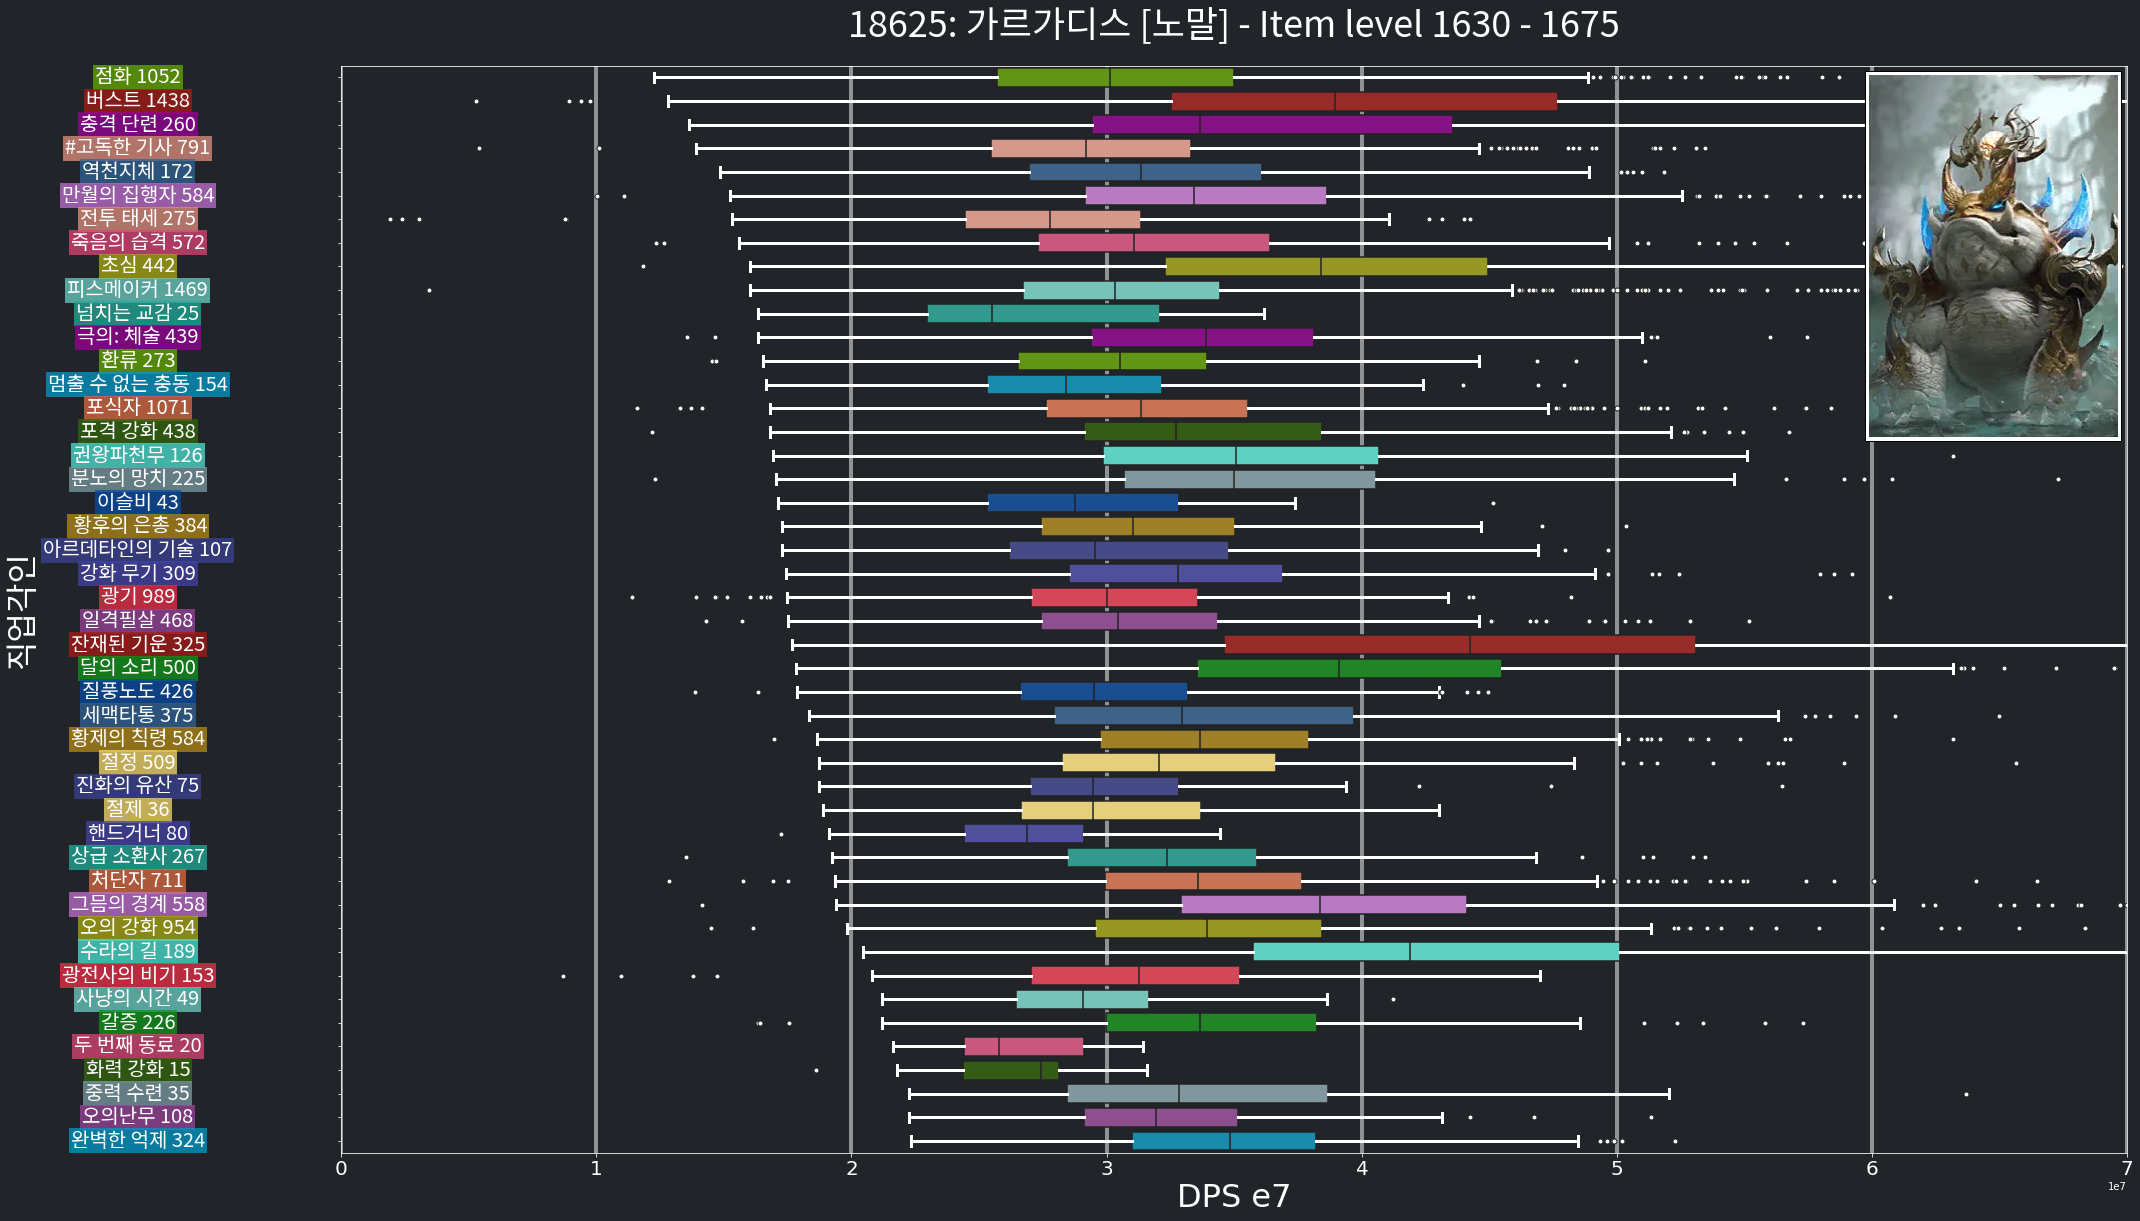 18625: 가르가디스 [노말] - Item level 1630 - 1675
점화 1052
버스트 1438
충격 단련 260
#고독한 기사 791
역천지체 172
만월의 집행자 584
전투 태세 275
죽음의 습격 572
초심 442
피스메이커 1469
넘치는 교감 25
극의: 체술 439
환류 273
멈출 수 없는 충동 154
포식자 1071
포격 강화 438
권왕파천무 126
분노의 망치 225
이슬비 43
황후의 은총 384
아르데타인의 기술 107
강화 무기 309
광기 989
일격필살 468
잔재된 기운 325
달의 소리 500
질풍노도 426
세맥타통 375
황제의 칙령 584
절정 509
진화의 유산 75
절제 36
핸드거너 80
상급 소환사 267
처단자 711
그믐의 경계 558
오의 강화 954
수라의 길 189
광전사의 비기 153
사냥의 시간 49
갈증 226
두 번째 동료 20
화력 강화 15
중력 수련 35
오의난무 108
완벽한 억제 324
직업각인
0 1 2 3 4 5 6 7
DPS e7
1e7